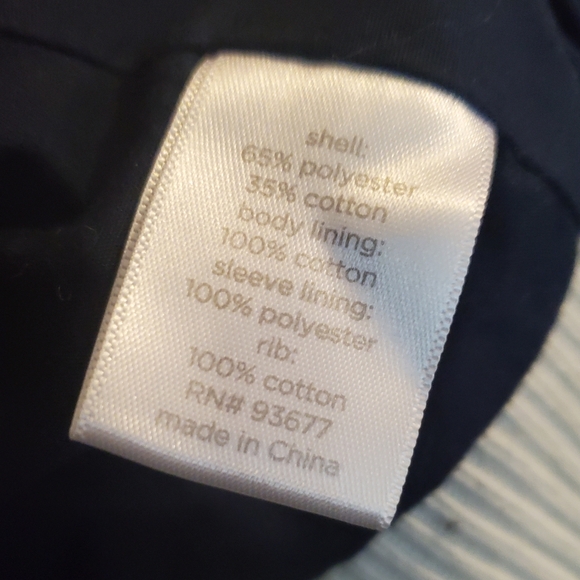 shell:
65% polyester
35% cotton
body lining:
100% cotton
sleeve lining:
100% polyester
rib:
100% cotton
RN# 93677
made in China